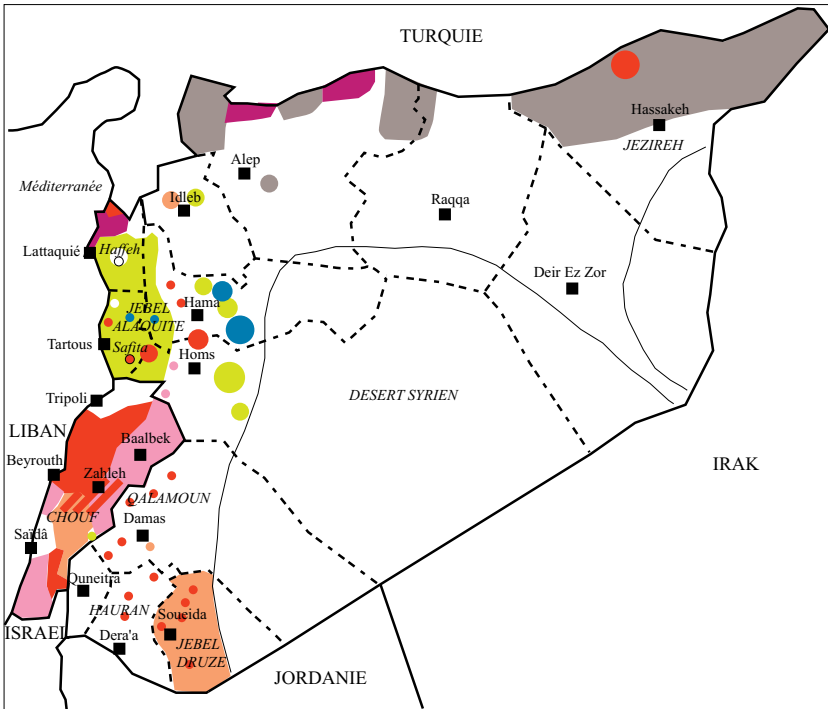 TURQUIE
Hassakeh
JEZIREH
Alep
Méditerranée
Idleb
Raqqa
Lattaquié
Haffeh
Deir Ez Zor
Hama
JEBEL
ALAOUITE
Tartous
Safita
Homs
DESERT SYRIEN
Tripoli
LIBAN
Baalbek
Beyrouth
IRAK
Zahleh
QALAMOUN
CHOUF
Damas
Saïdâ
Quneitra
HAURAN
Soueida
ISRAEL
Dera'a
JEBEL
DRUZE
JORDANIE